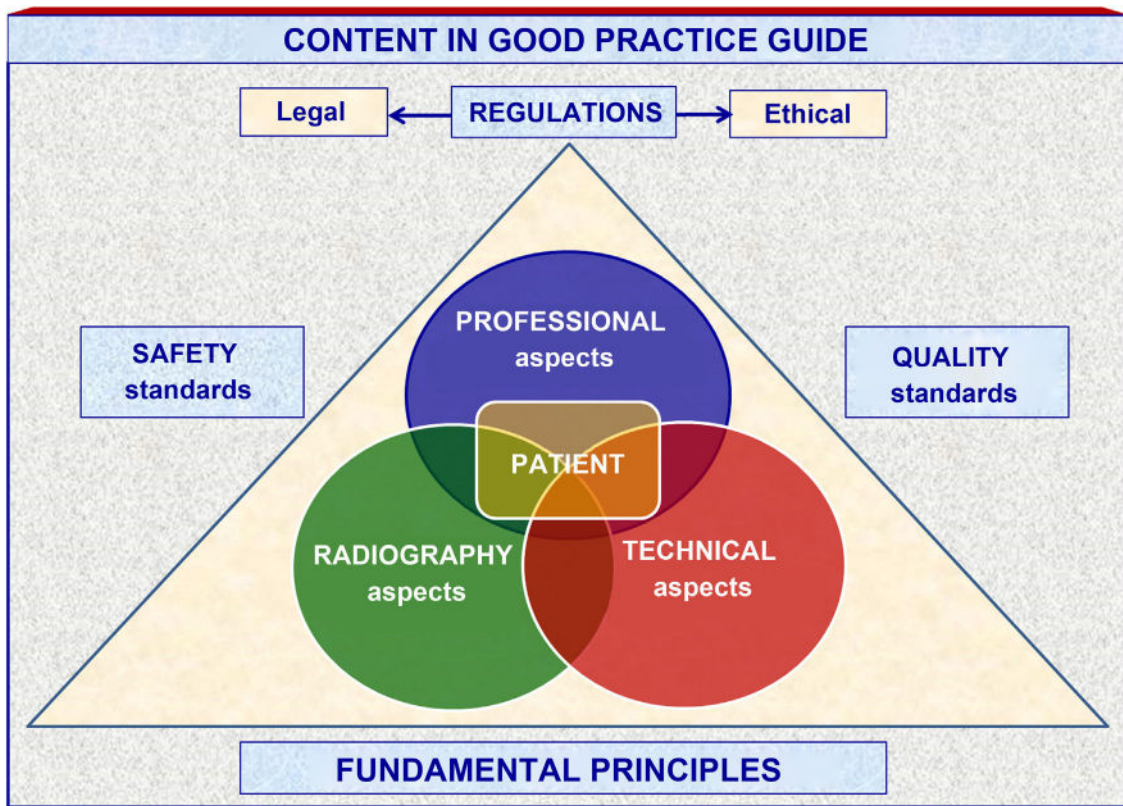 CONTENT IN GOOD PRACTICE GUIDE
Legal
REGULATIONS
Ethical
PROFESSIONAL
aspects
SAFETY
standards
QUALITY
standards
PATIENT
RADIOGRAPHY
aspects
TECHNICAL
aspects
FUNDAMENTAL PRINCIPLES